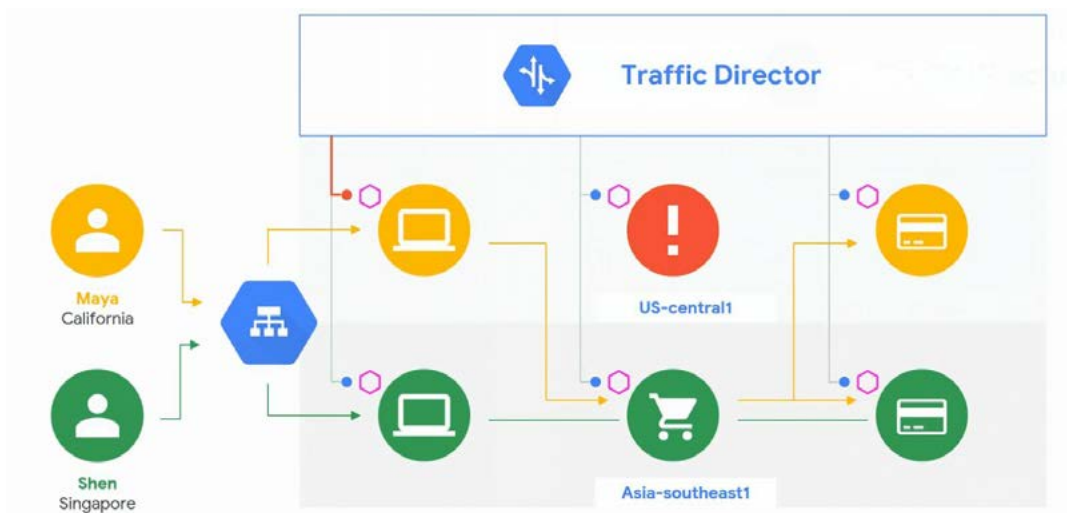 Traffic Director
Maya
California
US-central1
Shen
Singapore
Asia-southeast1